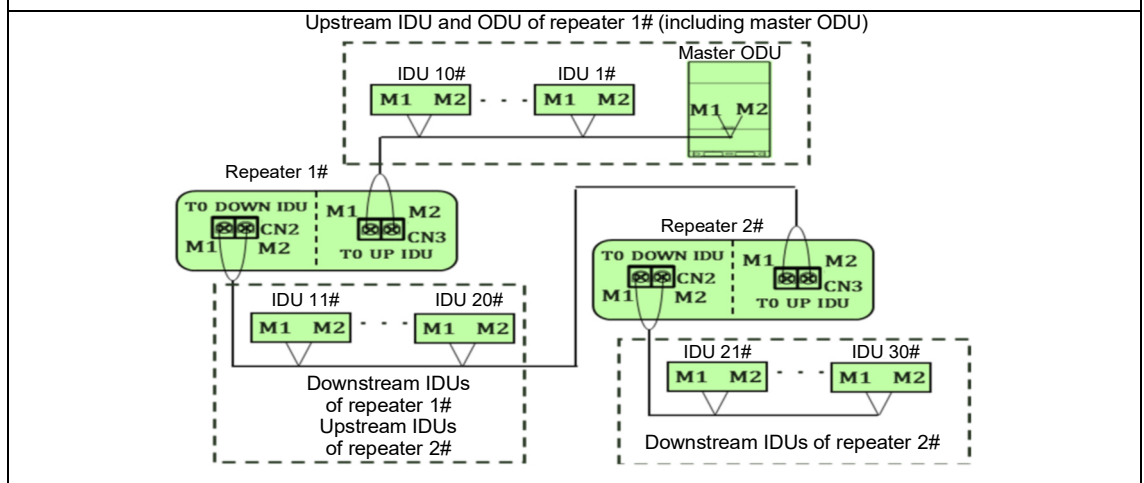 Upstream IDU and ODU of repeater 1# (including master ODU)
Master ODU
IDU 10#
IDU 1#
M1 M2 · · · M1 M2
M1 M2
Repeater 1#
TO DOWN IDU
CN2
M1 M2
M1 M2
CN3
TO UP IDU
Repeater 2#
TO DOWN IDU
CN2
M1 M2
M1 M2
CN3
TO UP IDU
IDU 11#
IDU 20#
M1 M2 · · · M1 M2
Downstream IDUs
of repeater 1#
Upstream IDUs
of repeater 2#
IDU 21#
IDU 30#
M1 M2 · · · M1 M2
Downstream IDUs of repeater 2#